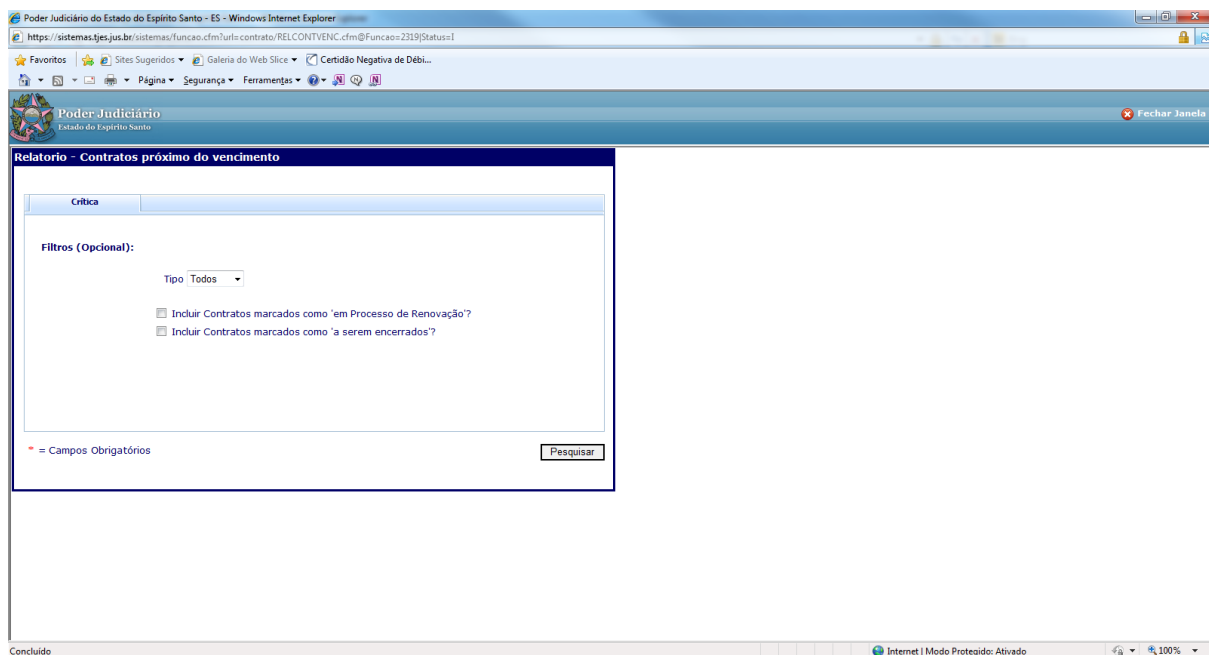 Poder Judiciário do Estado do Espírito Santo - ES - Windows Internet Explorer
https://sistemas.tjes.jus.br/sistemas/funcao.cfm?url=contrato/RELCONTVENC.cfm@Funcao=2319|Status=I
Favoritos Sites Sugeridos Galeria do Web Slice Certidão Negativa de Débi...
Página Segurança Ferramentas
Poder Judiciário
Estado do Espírito Santo
Fechar Janela
Relatorio - Contratos próximo do vencimento
Crítica
Filtros (Opcional):
Tipo Todos
Incluir Contratos marcados como 'em Processo de Renovação'?
Incluir Contratos marcados como 'a serem encerrados'?
* = Campos Obrigatórios
Pesquisar
Concluído Internet | Modo Protegido: Ativado 100%